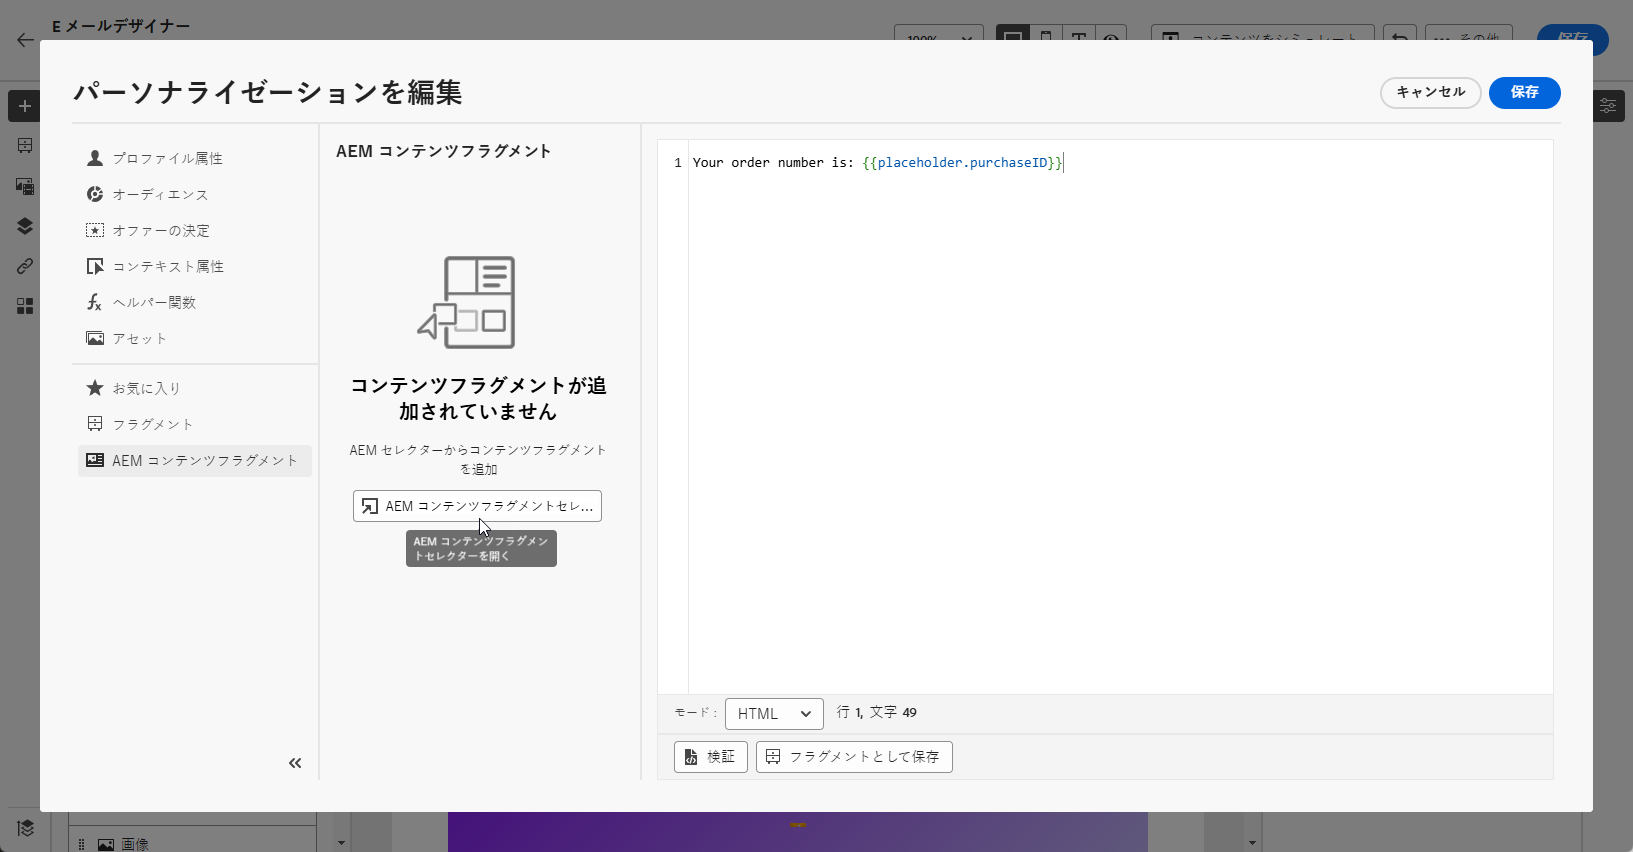 E メールデザイナー
パーソナライゼーションを編集
キャンセル
保存
プロファイル属性
オーディエンス
オファーの決定
コンテキスト属性
ヘルパー関数
アセット
お気に入り
フラグメント
AEM コンテンツフラグメント
AEM コンテンツフラグメント
コンテンツフラグメントが追
加されていません
AEM セレクターからコンテンツフラグメント
を追加
AEM コンテンツフラグメントセレ...
AEM コンテンツフラグメン
トセレクターを開く
1 Your order number is: {{placeholder.purchaseID}}
モード : HTML 行 1, 文字 49
検証
フラグメントとして保存
画像